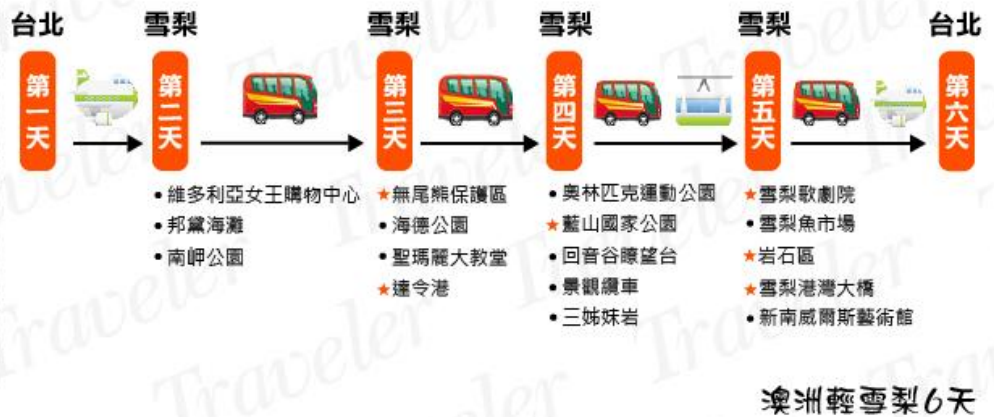 台北
雪梨
雪梨
雪梨
雪梨
台北
第一天
第二天
第三天
第四天
第五天
第六天
•維多利亞女王購物中心
•邦黛海灘
•南岬公園
★無尾熊保護區
•海德公園
•聖瑪麗大教堂
★達令港
•奧林匹克運動公園
★藍山國家公園
•回音谷瞭望台
•景觀纜車
•三姊妹岩
★雪梨歌劇院
•雪梨魚市場
★岩石區
★雪梨港灣大橋
•新南威爾斯藝術館
澳洲輕雪梨6天
Traveler